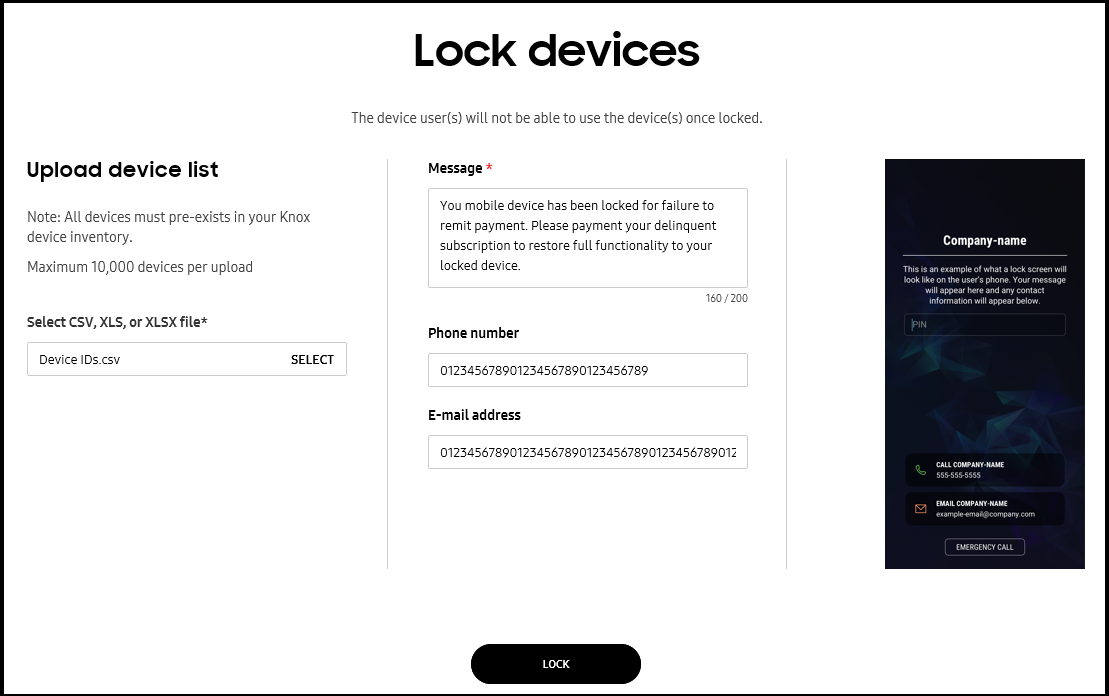 Lock devices
The device user(s) will not be able to use the device(s) once locked.
Upload device list
Note: All devices must pre-exists in your Knox
device inventory.
Maximum 10,000 devices per upload
Select CSV, XLS, or XLSX file*
Device IDs.csv SELECT
Message *
You mobile device has been locked for failure to
remit payment. Please payment your delinquent
subscription to restore full functionality to your
locked device.
160 / 200
Phone number
012345678901234567890123456789
E-mail address
0123456789012345678901234567890123456789012
Company-name
This is an example of what a lock screen will
look like on the user's phone. Your message
will appear here and any contact
information will appear below.
PIN
CALL COMPANY-NAME
555-555-5555
EMAIL COMPANY-NAME
example-email@company.com
EMERGENCY CALL
LOCK